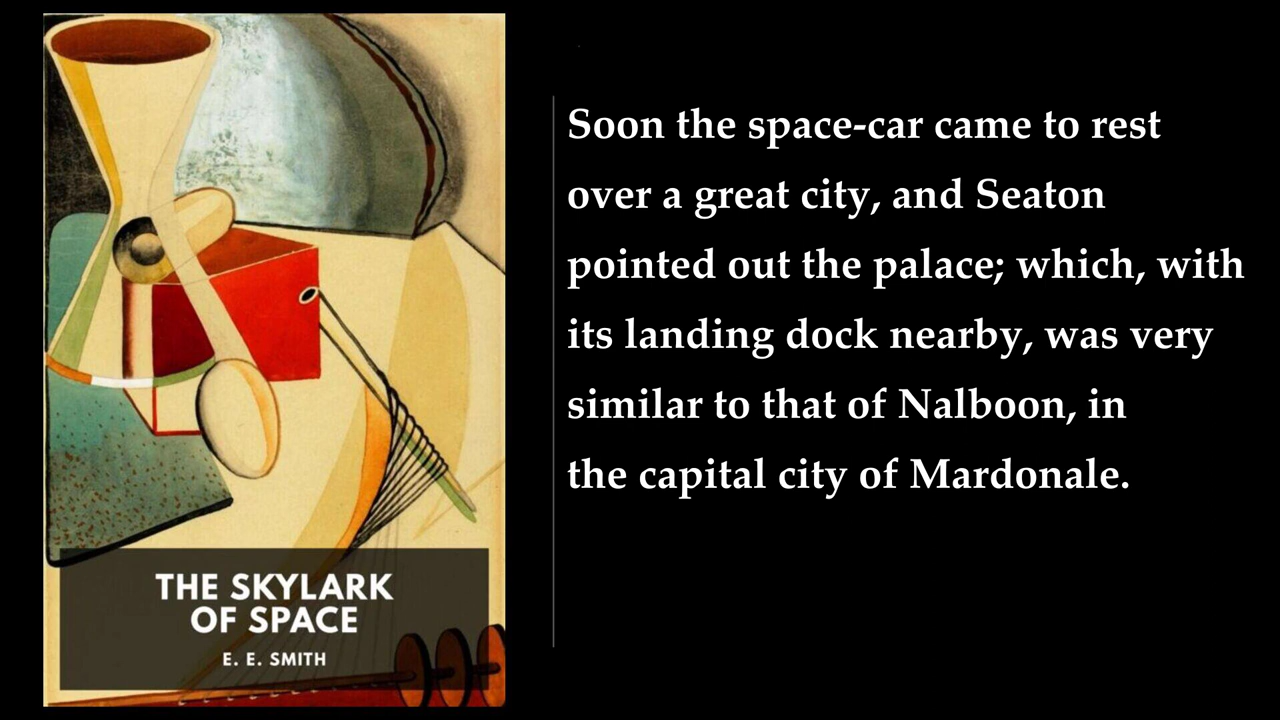 THE SKYLARK
OF SPACE
E. E. SMITH
Soon the space-car came to rest
over a great city, and Seaton
pointed out the palace; which, with
its landing dock nearby, was very
similar to that of Nalboon, in
the capital city of Mardonale.